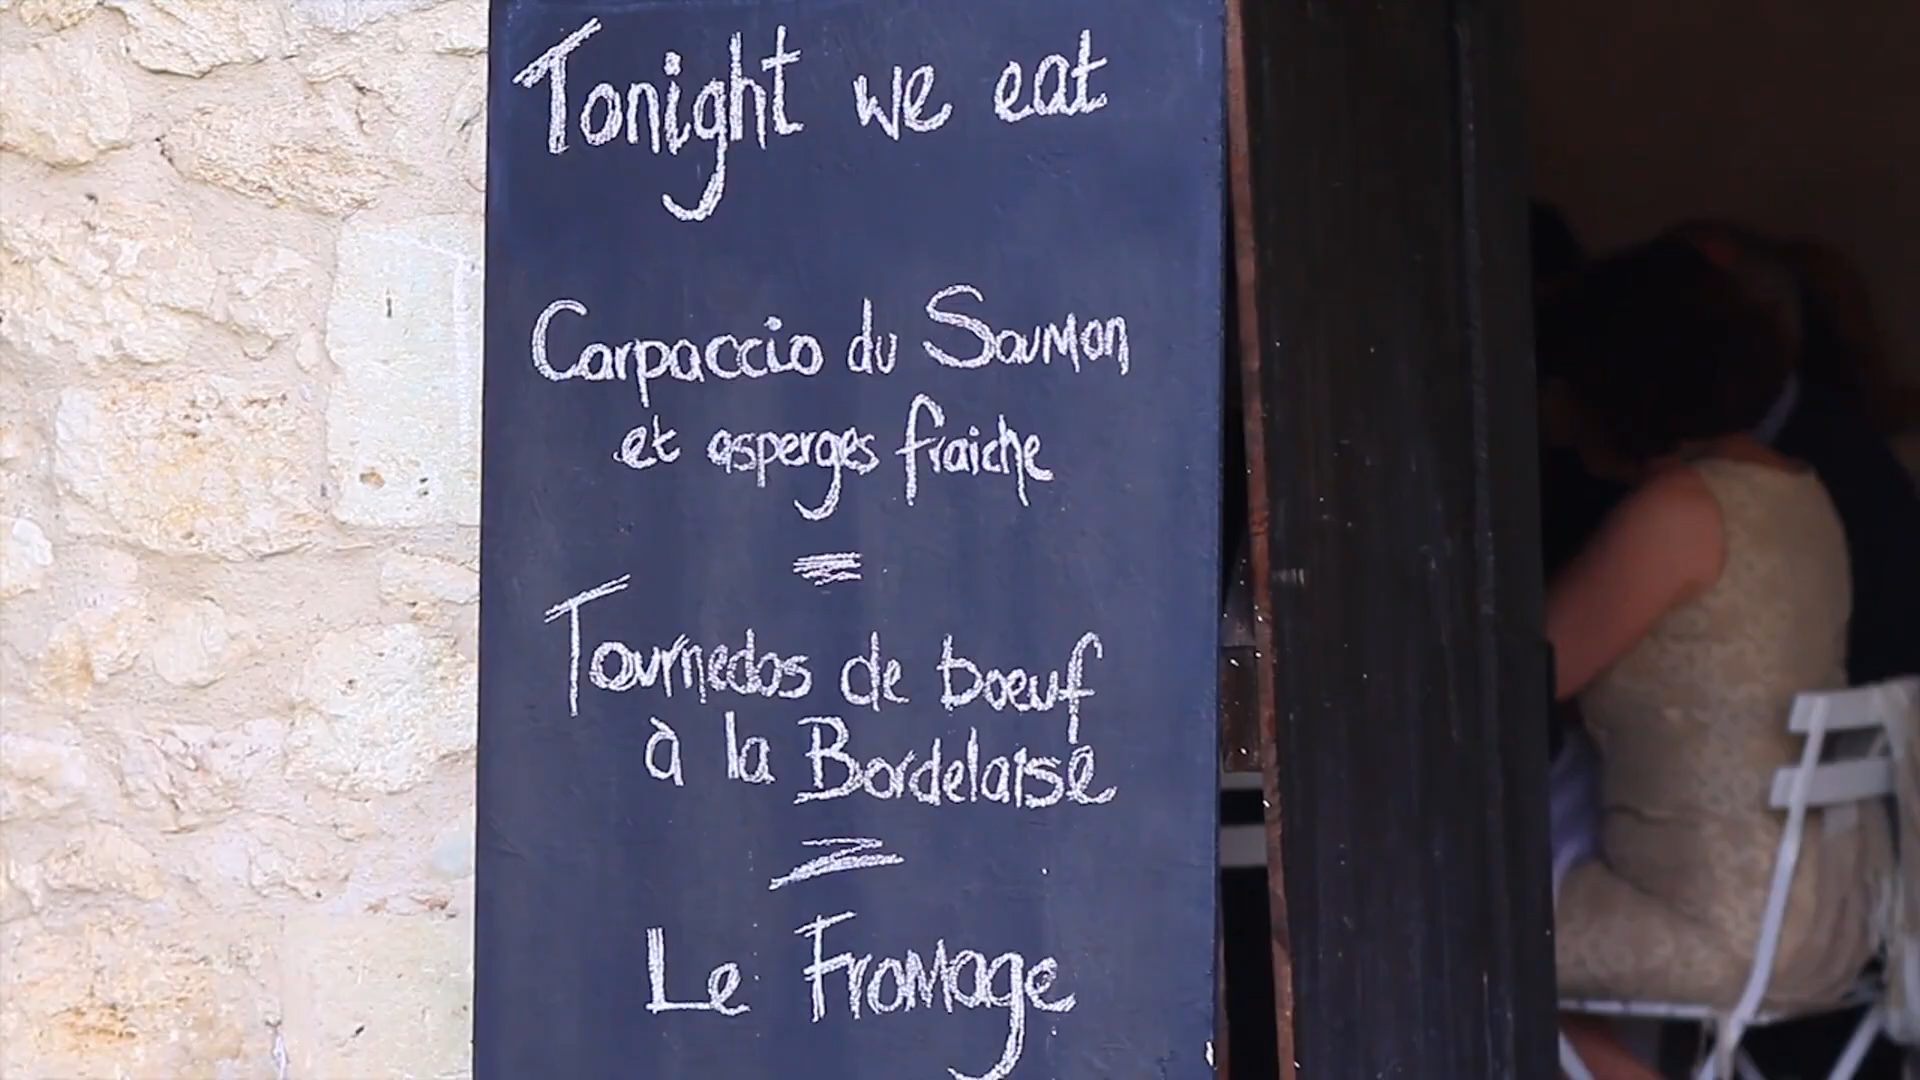 Tonight we eat
Carpaccio du Saumon
et asperges fraiche
Tournedos de boeuf
à la Bordelaise
Le Fromage